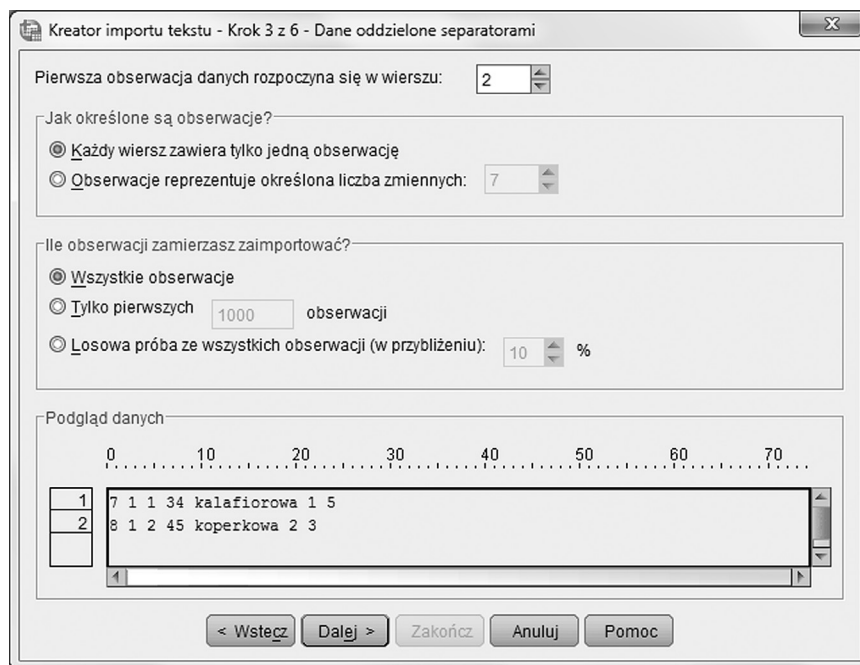 Kreator importu tekstu - Krok 3 z 6 - Dane oddzielone separatorami
Pierwsza obserwacja danych rozpoczyna się w wierszu: 2
Jak określone są obserwacje?
Każdy wiersz zawiera tylko jedną obserwację
Obserwacje reprezentuje określona liczba zmiennych: 7
Ile obserwacji zamierzasz zaimportować?
Wszystkie obserwacje
Tylko pierwszych 1000 obserwacji
Losowa próba ze wszystkich obserwacji (w przybliżeniu): 10 %
Podgląd danych
0 10 20 30 40 50 60 70
1 7 1 1 34 kalafiorowa 1 5
2 8 1 2 45 koperkowa 2 3
< Wstecz Dalej > Zakończ Anuluj Pomoc